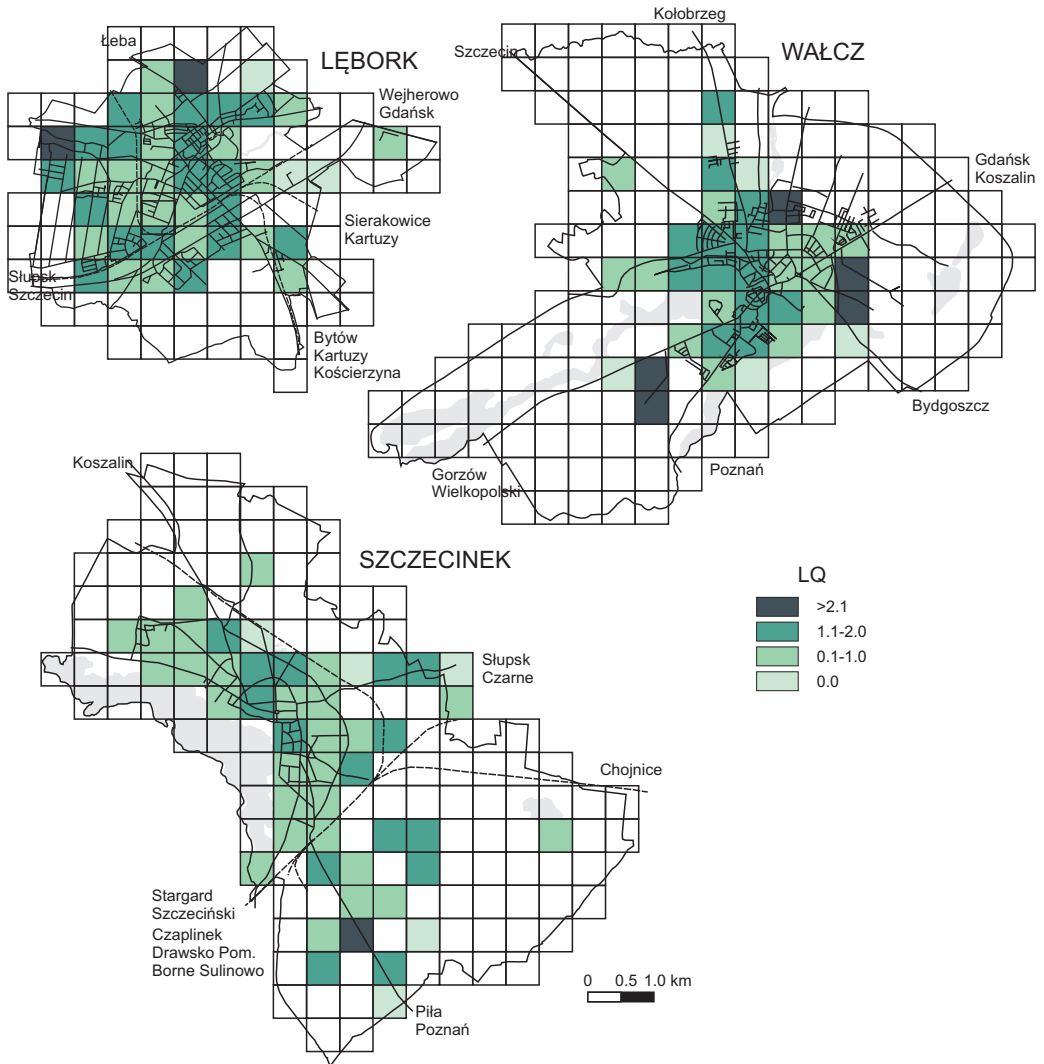 Kołobrzeg
Łeba
LĘBORK
Szczecin
WAŁCZ
Wejherowo
Gdańsk
Gdańsk
Koszalin
Sierakowice
Kartuzy
Słupsk
Szczecin
Bytów
Kartuzy
Kościerzyna
Bydgoszcz
Koszalin
Gorzów
Wielkopolski
Poznań
SZCZECINEK
LQ
>2.1
1.1-2.0
0.1-1.0
0.0
Słupsk
Czarne
Chojnice
Stargard
Szczeciński
Czaplinek
Drawsko Pom.
Borne Sulinowo
0 0.5 1.0 km
Piła
Poznań